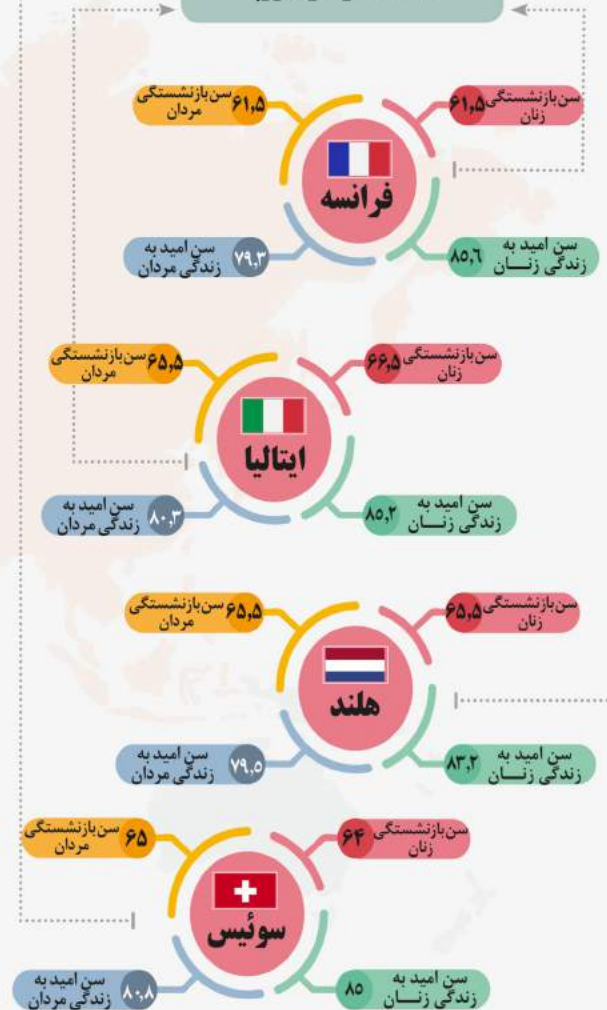 سن بازنشستگی زنان ۶۱,۵
سن بازنشستگی مردان ۶۱,۵
فرانسه
سن امید به زندگی زنان ۸۵,۶
سن امید به زندگی مردان ۷۹,۳
سن بازنشستگی زنان ۶۶,۵
سن بازنشستگی مردان ۶۵,۵
ایتالیا
سن امید به زندگی زنان ۸۵,۲
سن امید به زندگی مردان ۸۰,۳
سن بازنشستگی زنان ۶۵,۵
سن بازنشستگی مردان ۶۵,۵
هلند
سن امید به زندگی زنان ۸۳,۲
سن امید به زندگی مردان ۷۹,۵
سن بازنشستگی زنان ۶۴
سن بازنشستگی مردان ۶۵
سوئیس
سن امید به زندگی زنان ۸۵
سن امید به زندگی مردان ۸۰,۸